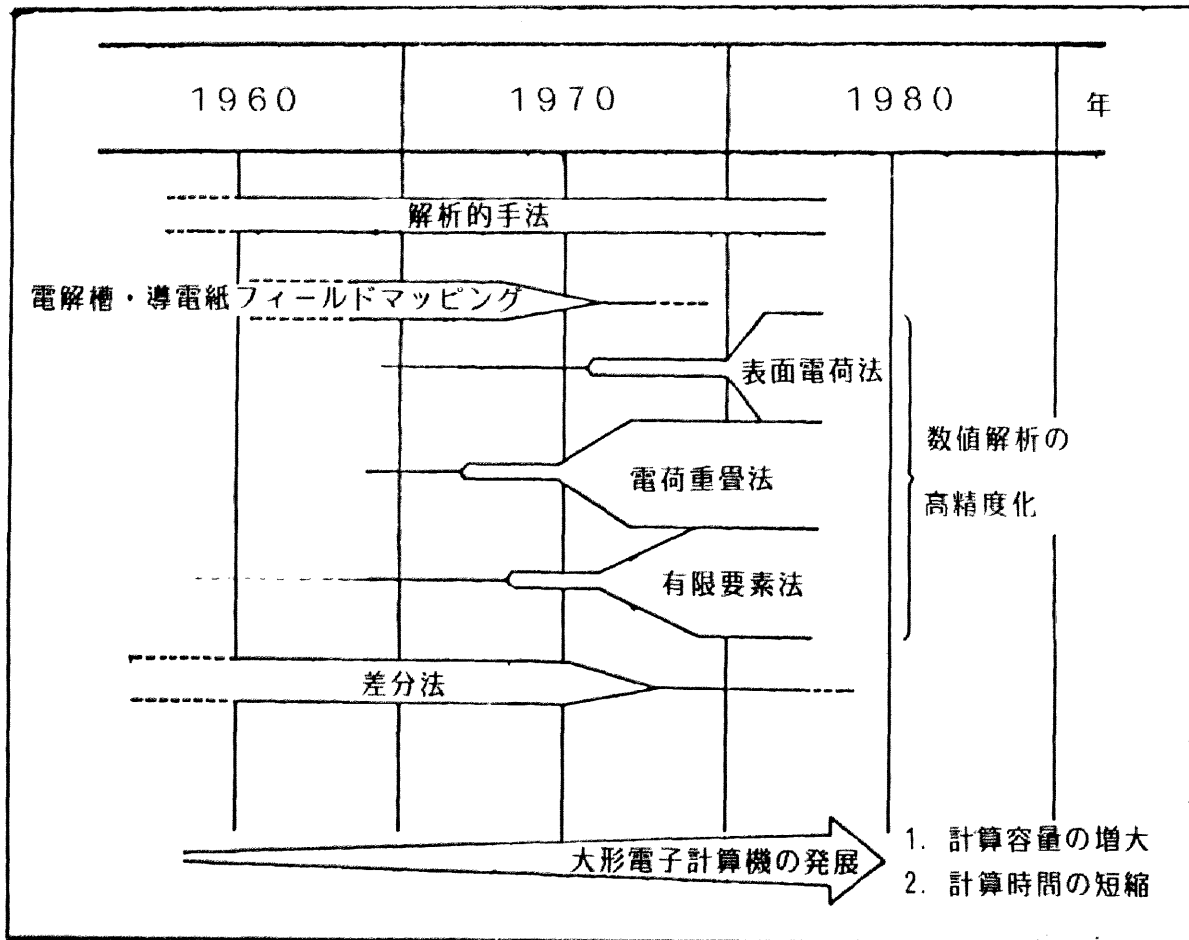 1960 1970 1980 年
解析的手法
電解槽・導電紙フィールドマッピング
表面電荷法
電荷重畳法
数値解析の
高精度化
有限要素法
差分法
大形電子計算機の発展
1. 計算容量の増大
2. 計算時間の短縮